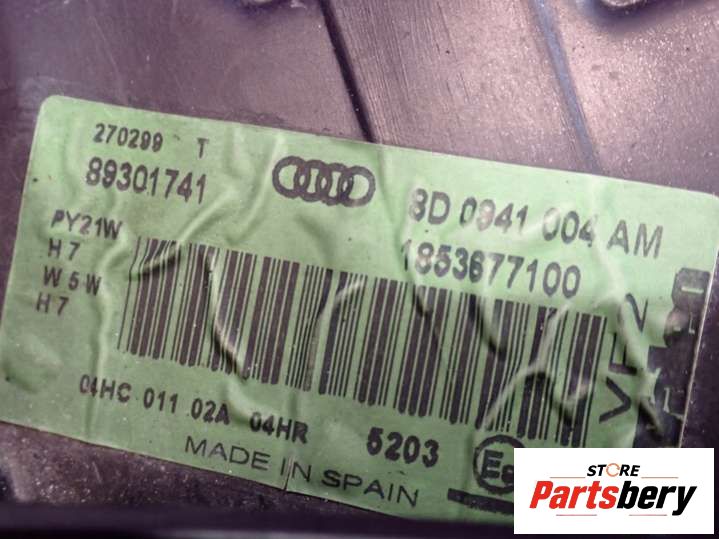 270299 T
89301741
8D 0941 004 AM
1853677100
PY21W
H7
W5W
H7
VE2
04HC 011 02A 04HR 5203
MADE IN SPAIN
STORE
Partsbery